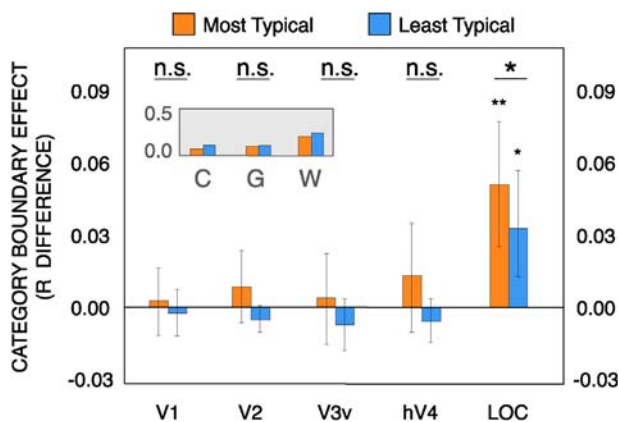 Most Typical Least Typical
CATEGORY BOUNDARY EFFECT
(R DIFFERENCE)
n.s. n.s. n.s. n.s. *
0.09 0.09
0.5
** 
0.0
*
C G W
0.06 0.06
0.03 0.03
0.00 0.00
-0.03 -0.03
V1 V2 V3v hV4 LOC